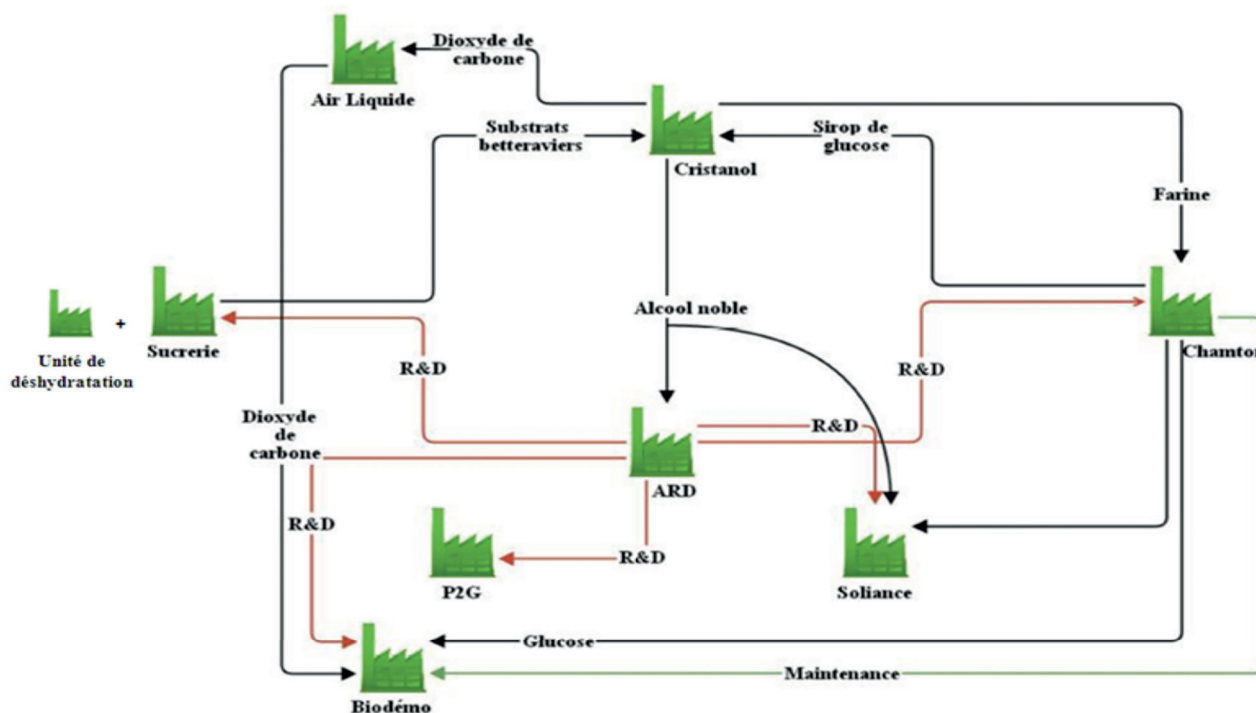 Dioxyde de
carbone
Air Liquide
Substrats
betteraviers
Sirop de
glucose
Cristanol
Farine
Alcool noble
+
Unité de
déshydratation
Sucrerie
Chamtor
R&D
R&D
Dioxyde
de
carbone
R&D
ARD
R&D
R&D
P2G
Soliance
Glucose
Maintenance
Biodémo